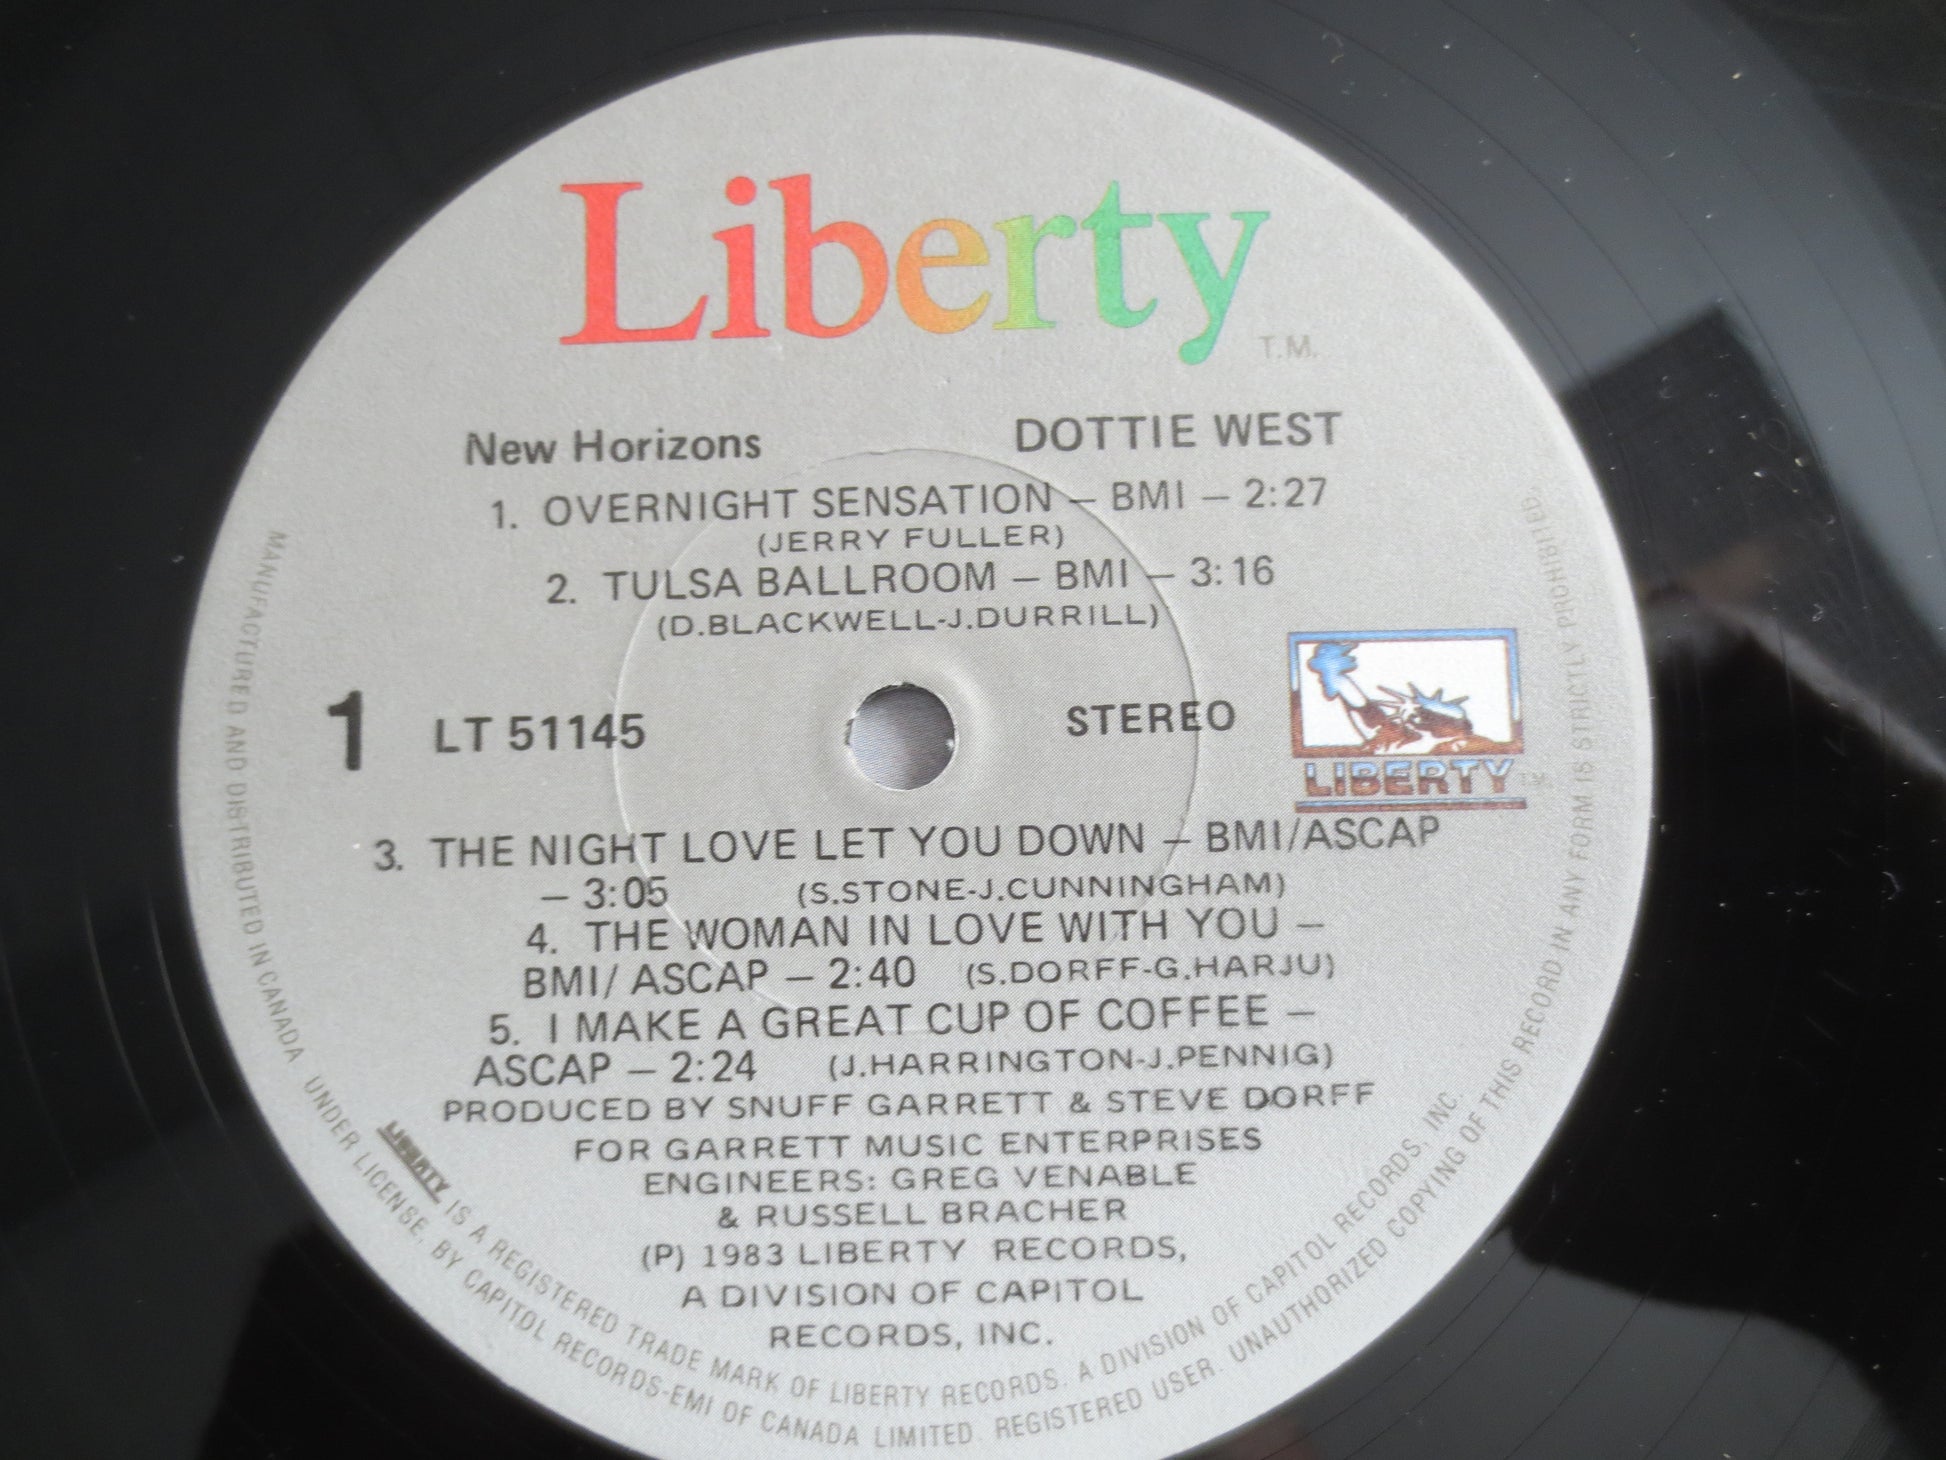 Liberty
T.M.
New Horizons DOTTIE WEST
1. OVERNIGHT SENSATION – BMI – 2:27
(JERRY FULLER)
2. TULSA BALLROOM – BMI – 3:16
(D.BLACKWELL-J.DURRILL)
1 LT 51145 STEREO
LIBERTY T.M.
3. THE NIGHT LOVE LET YOU DOWN – BMI/ASCAP
– 3:05 (S.STONE-J.CUNNINGHAM)
4. THE WOMAN IN LOVE WITH YOU –
BMI/ ASCAP – 2:40 (S.DORFF-G.HARJU)
5. I MAKE A GREAT CUP OF COFFEE –
ASCAP – 2:24 (J.HARRINGTON-J.PENNIG)
PRODUCED BY SNUFF GARRETT & STEVE DORFF
FOR GARRETT MUSIC ENTERPRISES
ENGINEERS: GREG VENABLE
& RUSSELL BRACHER
(P) 1983 LIBERTY RECORDS,
A DIVISION OF CAPITOL
RECORDS, INC.
LIBERTY IS A REGISTERED TRADE MARK OF LIBERTY RECORDS, A DIVISION OF CAPITOL RECORDS, INC.
MANUFACTURED AND DISTRIBUTED IN CANADA UNDER LICENSE, BY CAPITOL RECORDS-EMI OF CANADA LIMITED. REGISTERED USER. UNAUTHORIZED COPYING OF THIS RECORD IN ANY FORM IS STRICTLY PROHIBITED.